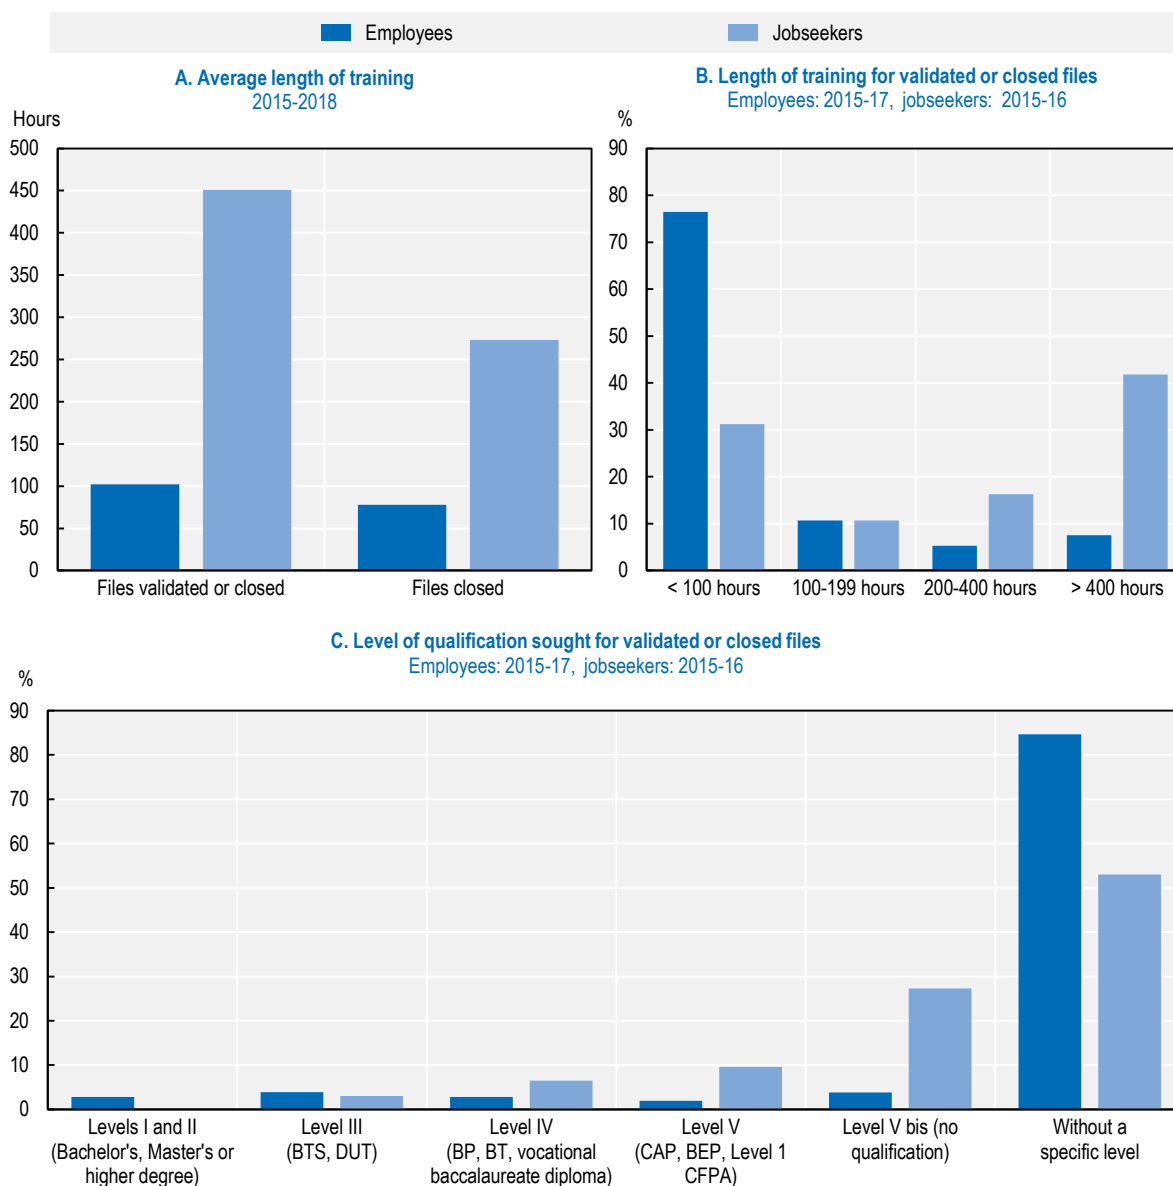 Employees
Jobseekers
A. Average length of training
2015-2018
Hours
500
450
400
350
300
250
200
150
100
50
0
Files validated or closed
Files closed
B. Length of training for validated or closed files
Employees: 2015-17, jobseekers: 2015-16
%
90
80
70
60
50
40
30
20
10
0
< 100 hours
100-199 hours
200-400 hours
> 400 hours
C. Level of qualification sought for validated or closed files
Employees: 2015-17, jobseekers: 2015-16
%
90
80
70
60
50
40
30
20
10
0
Levels I and II
(Bachelor's, Master's or
higher degree)
Level III
(BTS, DUT)
Level IV
(BP, BT, vocational
baccalaureate diploma)
Level V
(CAP, BEP, Level 1
CFPA)
Level V bis (no
qualification)
Without a
specific level